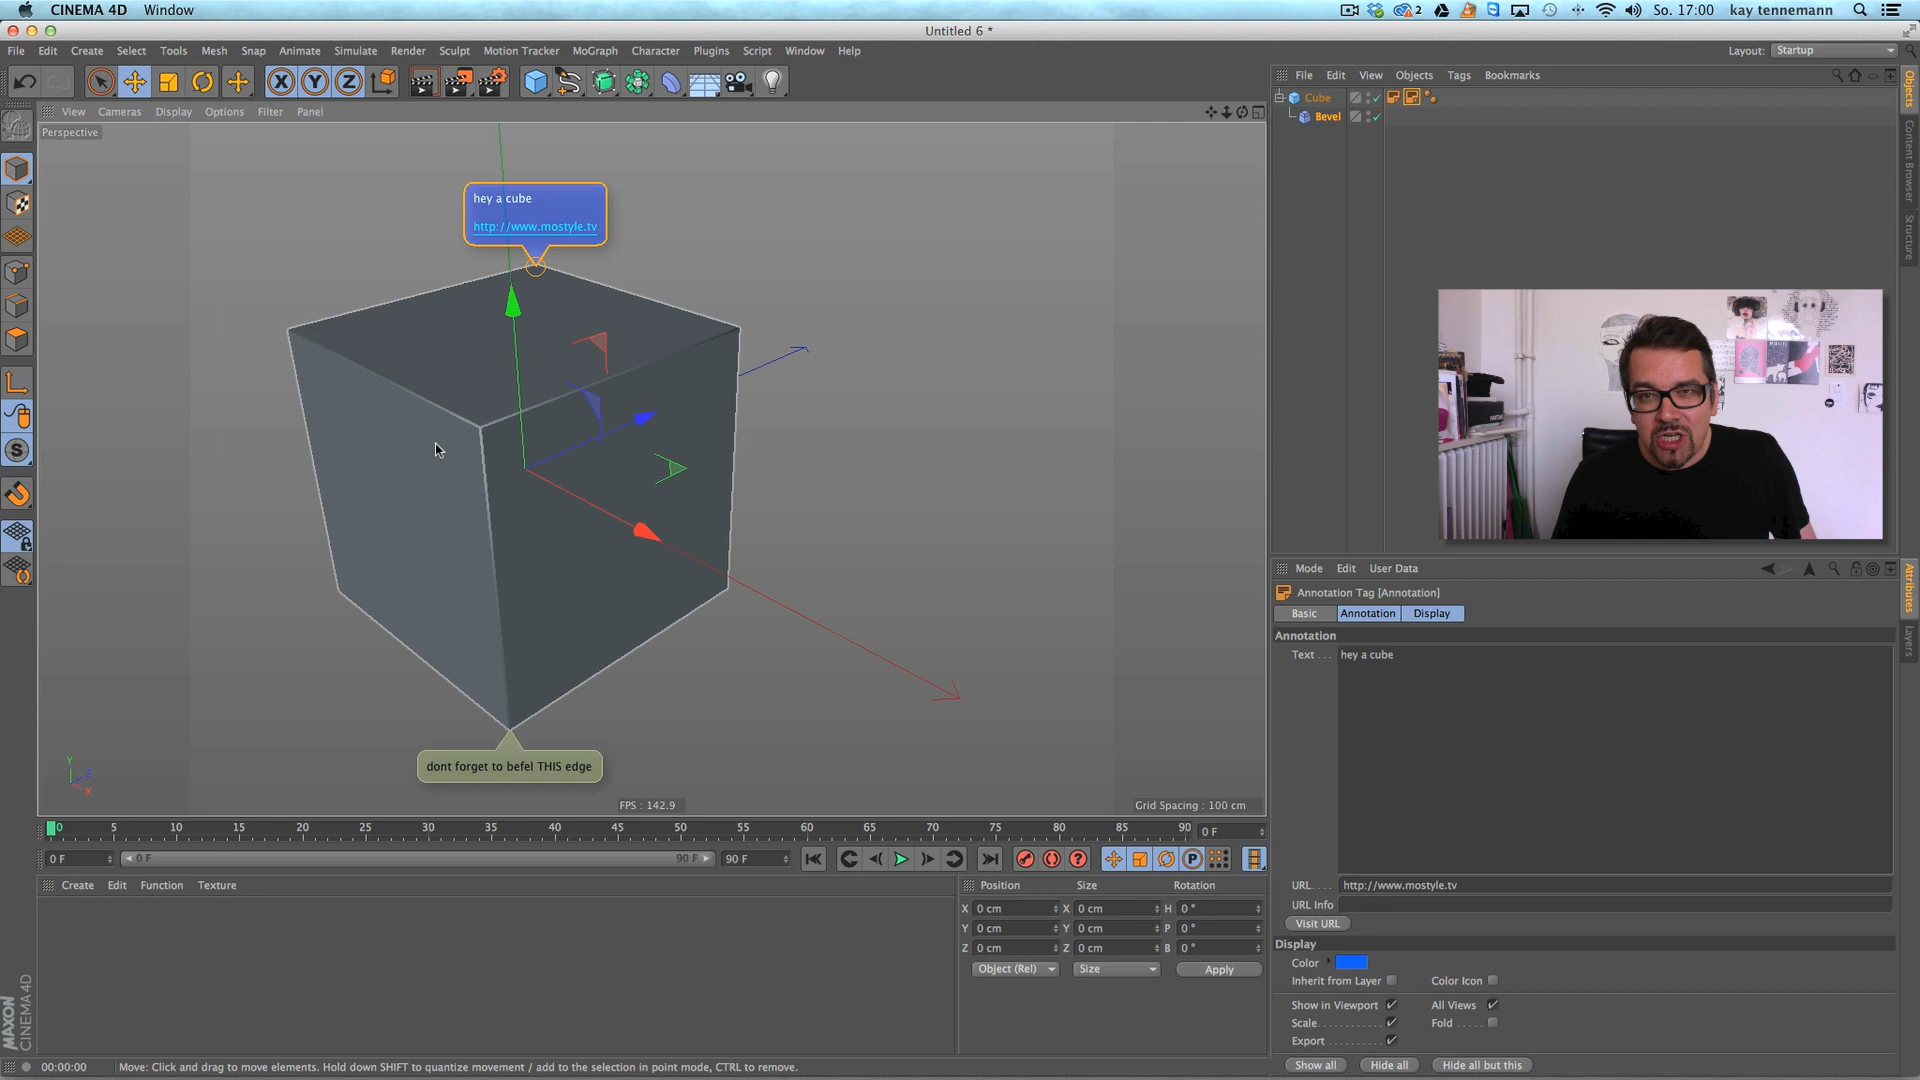 CINEMA 4D Window
2
So. 17:00 kay tennemann
Untitled 6 *
File Edit Create Select Tools Mesh Snap Animate Simulate Render Sculpt Motion Tracker MoGraph Character Plugins Script Window Help
Layout: Startup
X Y Z
File Edit View Objects Tags Bookmarks
View Cameras Display Options Filter Panel
Perspective
Cube
Bevel
Objects
Content Browser
Structure
hey a cube
http://www.mostyle.tv
dont forget to befel THIS edge
Y
Z
X
FPS : 142.9
Grid Spacing : 100 cm
Mode Edit User Data
Annotation Tag [Annotation]
Basic Annotation Display
Attributes
Layers
Annotation
Text . . . hey a cube
URL. . . . http://www.mostyle.tv
URL Info
Visit URL
Display
Color
Inherit from Layer Color Icon
Show in Viewport All Views
Scale. . . . . . . . . . . . Fold . . . . .
Export . . . . . . . . . . .
Show all Hide all Hide all but this
0 5 10 15 20 25 30 35 40 45 50 55 60 65 70 75 80 85 90 0 F
0 F 0 F 90 F 90 F
P
Create Edit Function Texture
Position Size Rotation
X 0 cm X 0 cm H 0 °
Y 0 cm Y 0 cm P 0 °
Z 0 cm Z 0 cm B 0 °
Object (Rel) Size Apply
MAXON
CINEMA 4D
00:00:00 Move: Click and drag to move elements. Hold down SHIFT to quantize movement / add to the selection in point mode, CTRL to remove.